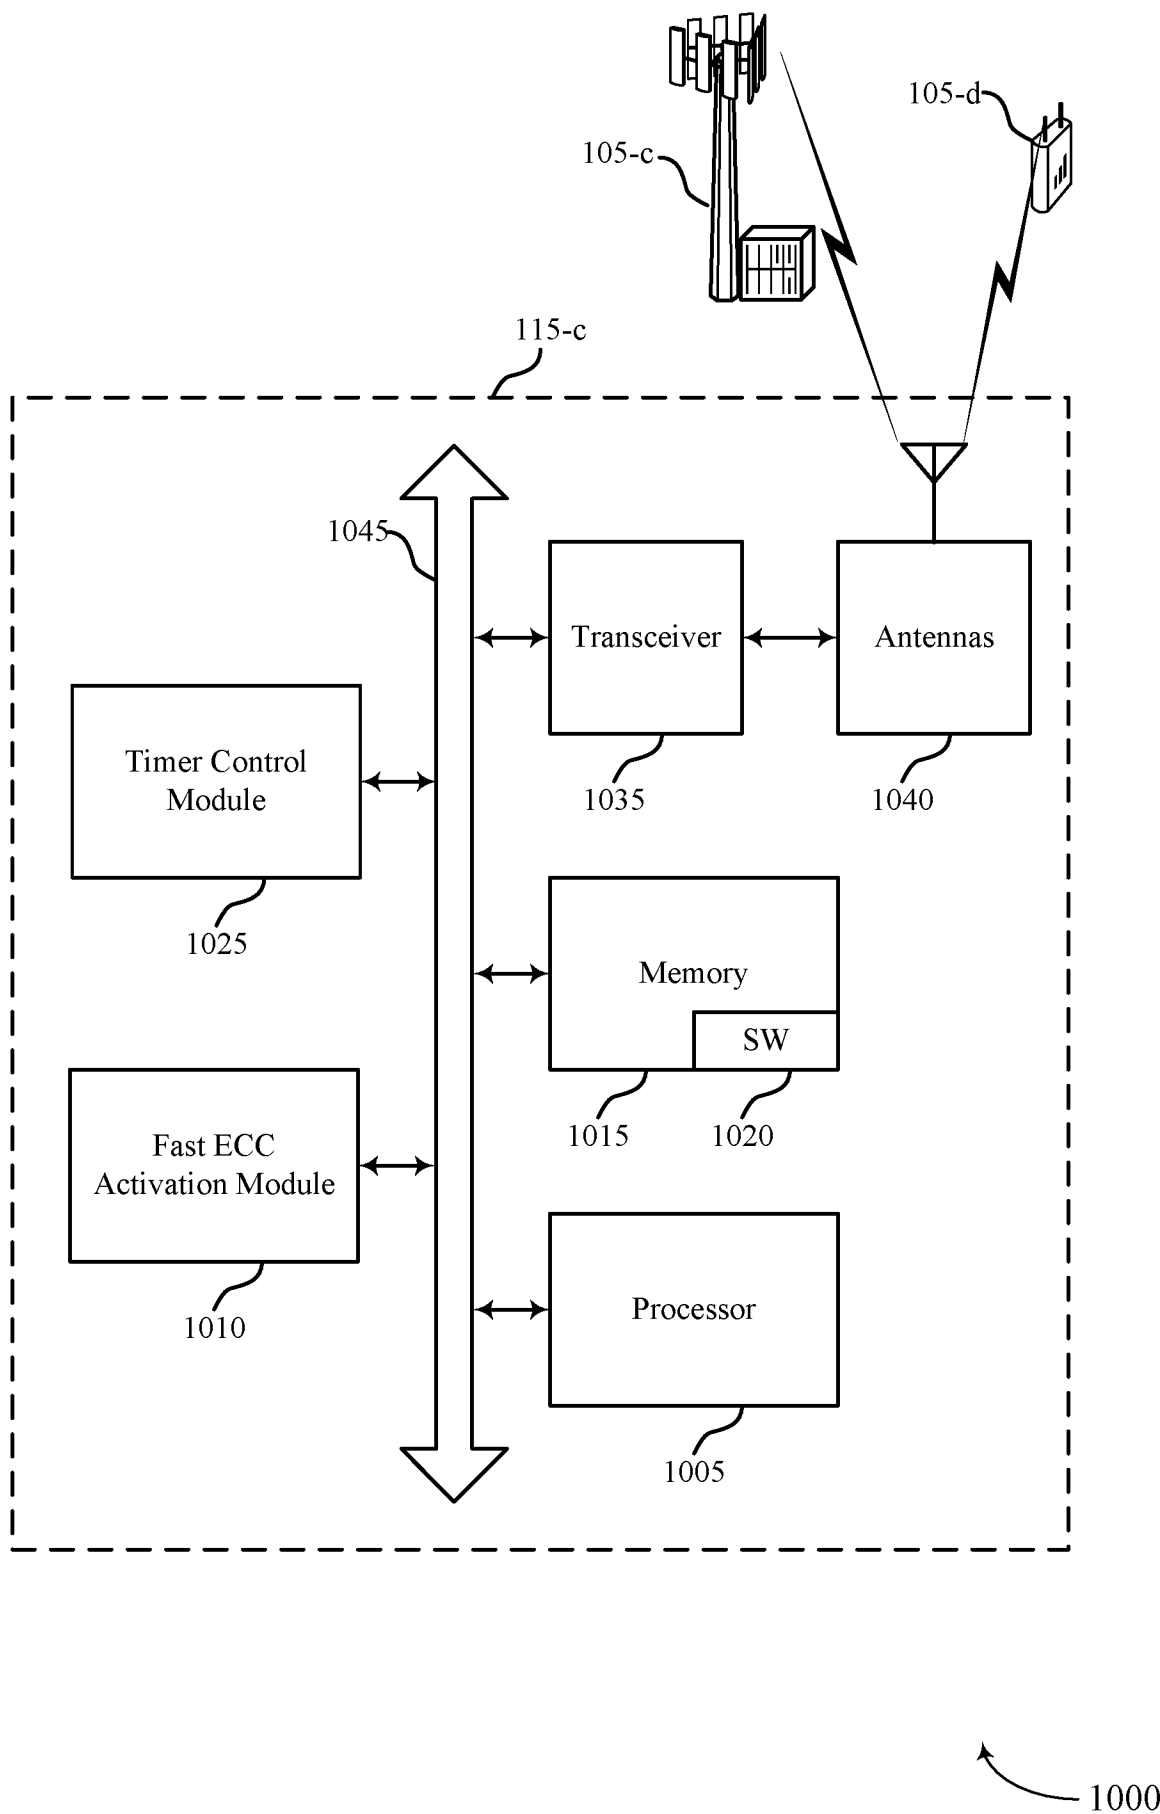 105-d
105-c
115-c
1045
Transceiver
Antennas
1035
1040
Timer Control
Module
1025
Memory
SW
1015
1020
Fast ECC
Activation Module
1010
Processor
1005
1000